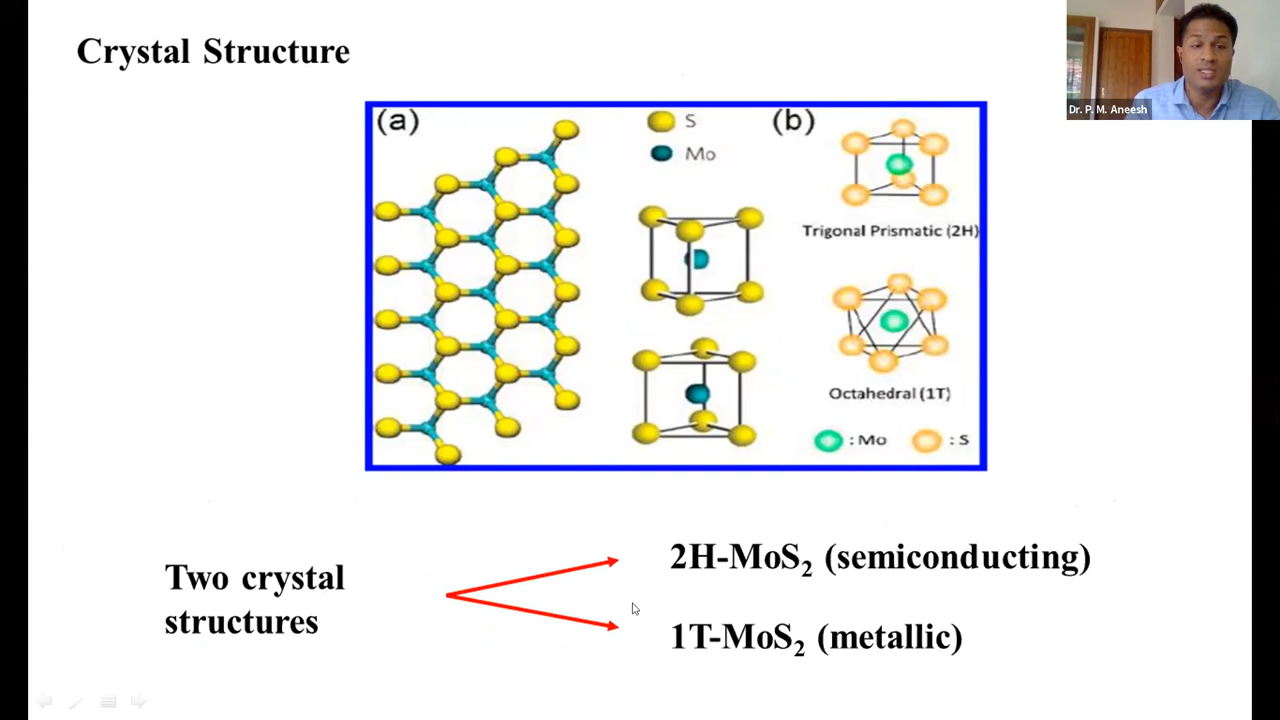 Crystal Structure
Dr. P. M. Aneesh
(a)
S
Mo
(b)
Trigonal Prismatic (2H)
Octahedral (1T)
: Mo
: S
Two crystal
structures
2H-MoS₂ (semiconducting)
1T-MoS₂ (metallic)